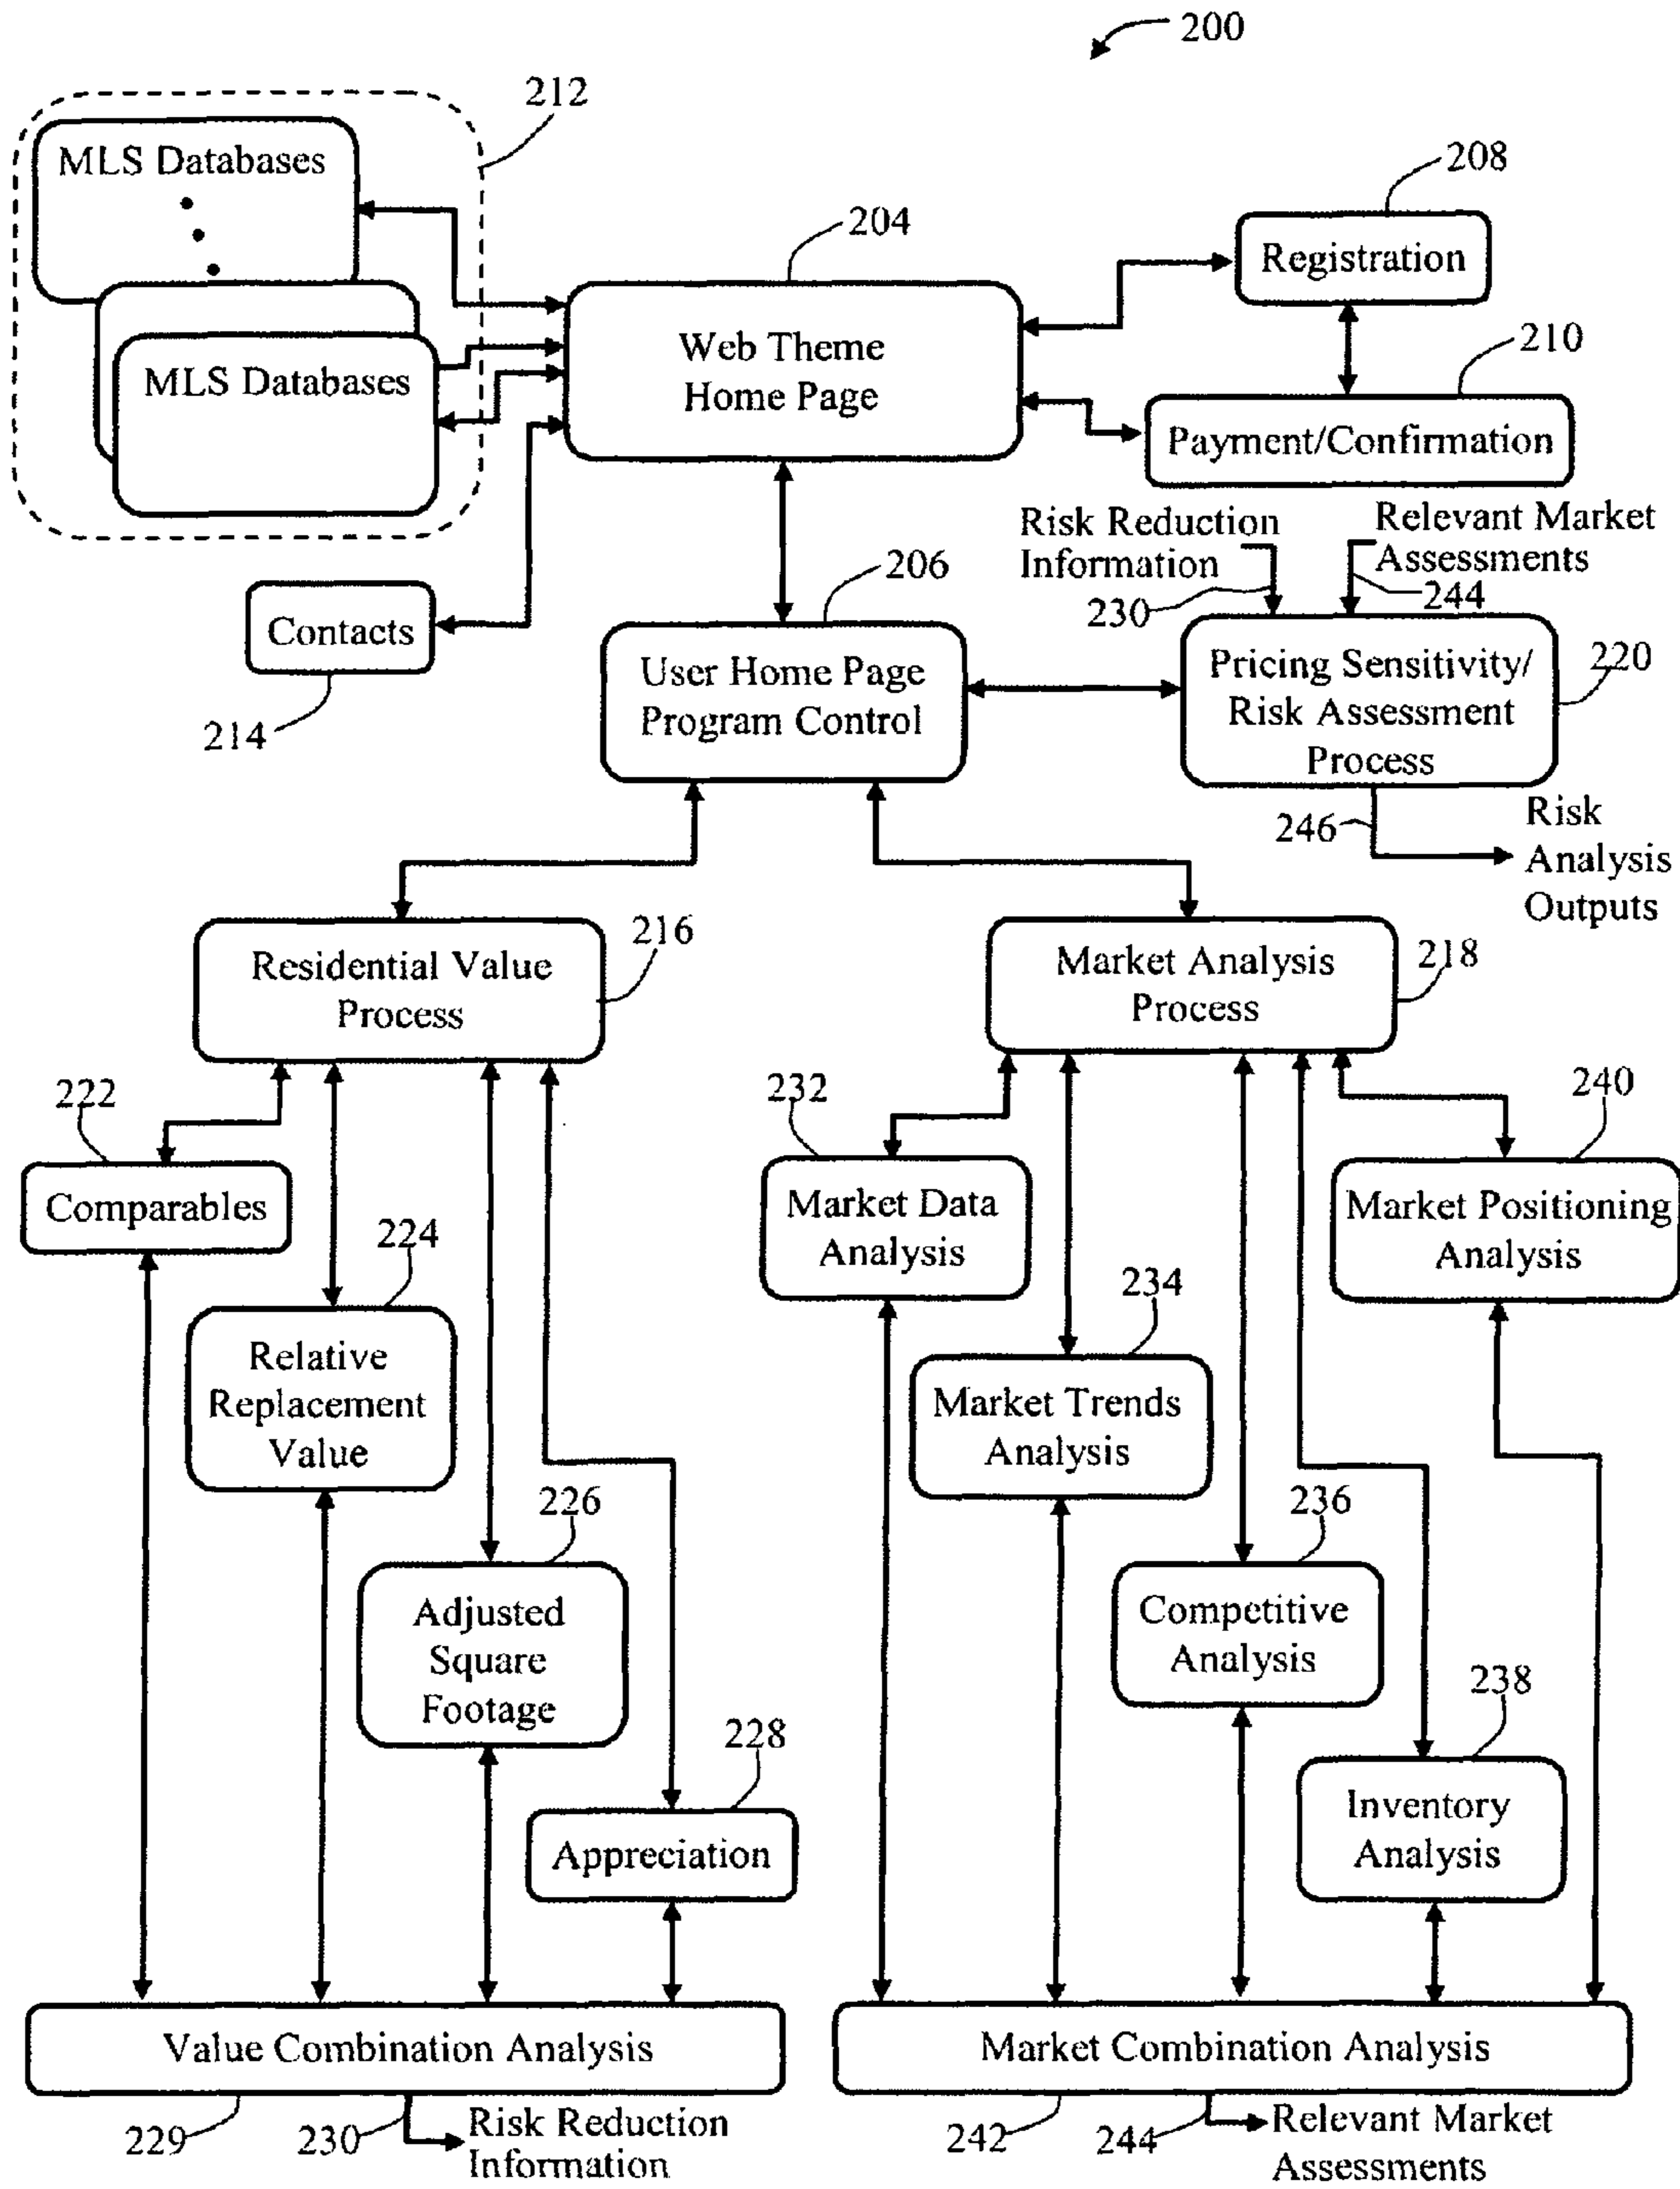 200
212
MLS Databases
208
204
Registration
Web Theme
Home Page
210
MLS Databases
Payment/Confirmation
Risk Reduction
Information
230
Relevant Market
Assessments
244
206
Contacts
214
User Home Page
Program Control
Pricing Sensitivity/
Risk Assessment
Process
220
246
Risk
Analysis
Outputs
216
Residential Value
Process
218
Market Analysis
Process
222
232
240
Comparables
Market Data
Analysis
Market Positioning
Analysis
224
234
Relative
Replacement
Value
Market Trends
Analysis
226
236
Adjusted
Square
Footage
Competitive
Analysis
228
238
Appreciation
Inventory
Analysis
Value Combination Analysis
Market Combination Analysis
229
230
Risk Reduction
Information
242
244
Relevant Market
Assessments